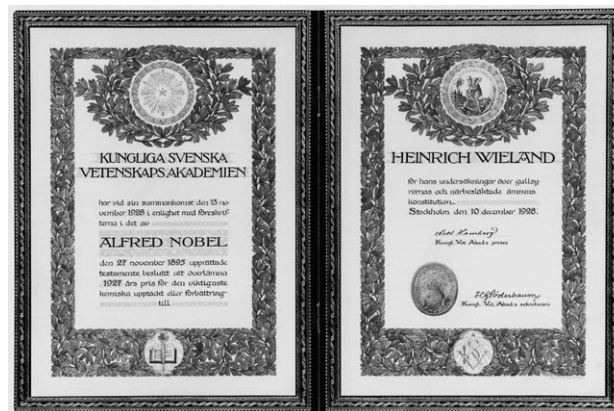 KUNGLIGA SVENSKA
VETENSKAPS AKADEMIEN
har vid sin sammankomst den 13 no-
vember 1928 i enlighet med föreskrif-
terna i det av
ALFRED NOBEL
den 27 november 1895 upprättade
testamente beslutit att överlämna
1927 års pris för den viktigaste
kemiska upptäckt eller förbättring
till
HEINRICH WIELAND
för hans undersökningar över gallsy-
rornas och närbesläktade ämnens
konstitution.
Stockholm den 10 december 1928.
Kungl. Vet. Akad:s preses
HGSöderbaum
Kungl. Vet. Akad:s sekreterare